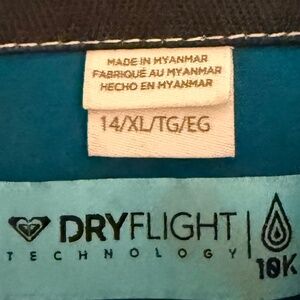 MADE IN MYANMAR
FABRIQUÉ AU MYANMAR
HECHO EN MYANMAR
14/XL/TG/EG
DRYFLIGHT
TECHNOLOGY
10K